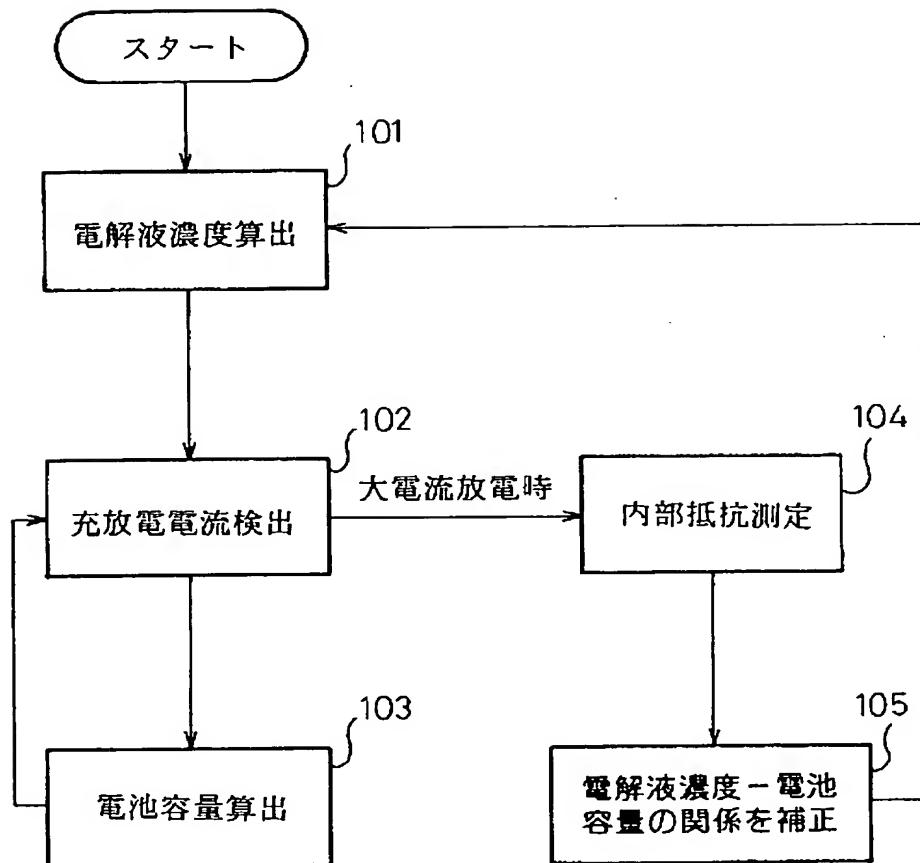 スタート
101
電解液濃度算出
102
充放電電流検出
大電流放電時
104
内部抵抗測定
103
電池容量算出
105
電解液濃度－電池
容量の関係を補正